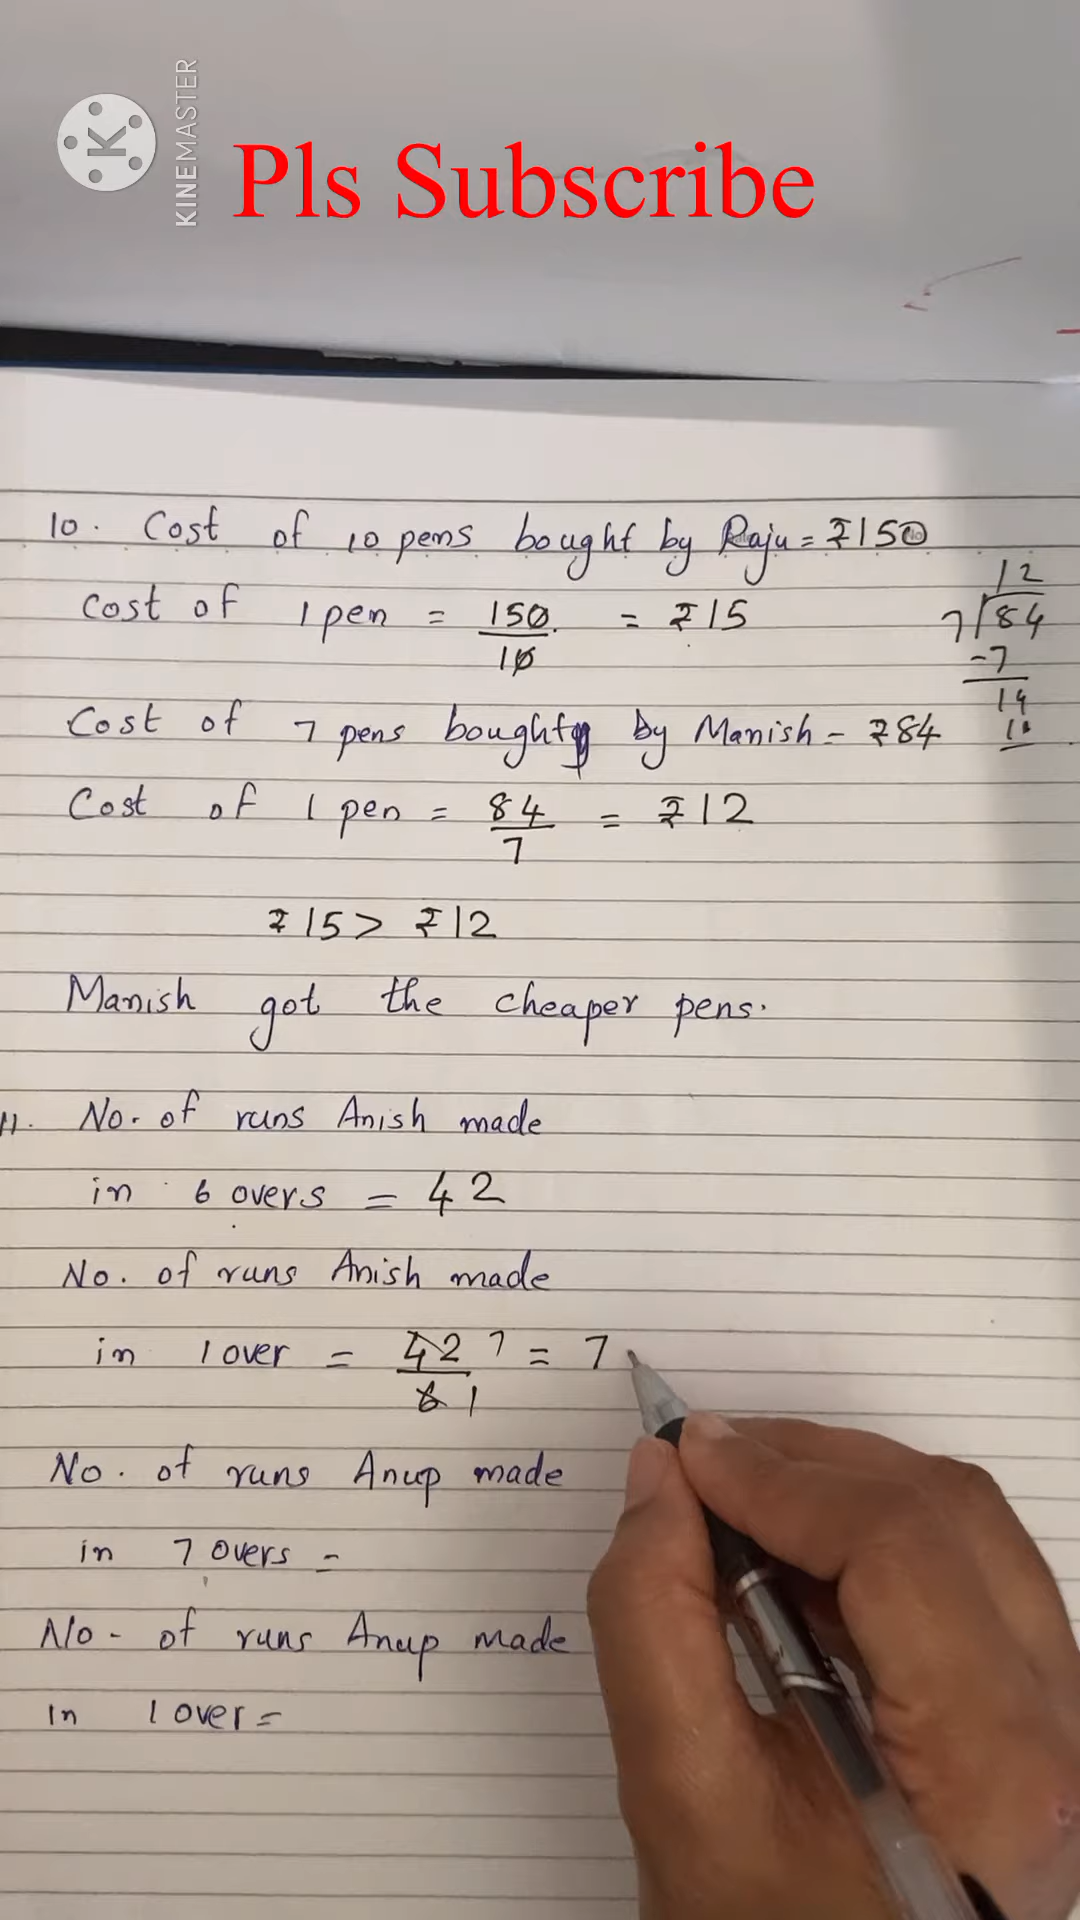 KINEMASTER
Pls Subscribe
10. Cost of 10 pens bought by Raju = ₹150
Cost of 1 pen = 150/10 = ₹15
12
7 84
-7
14
Cost of 7 pens bought by Manish - ₹84
Cost of 1 pen = 84/7 = ₹12
₹15 > ₹12
Manish got the cheaper pens.
11. No. of runs Anish made
in 6 overs = 42
No. of runs Anish made
in 1 over = 42 7/6 1 = 7
No. of runs Anup made
in 7 overs -
No - of runs Anup made
in 1 over =